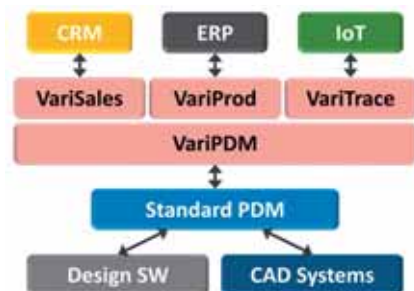 CRM ERP IoT
VariSales VariProd VariTrace
VariPDM
Standard PDM
Design SW CAD Systems